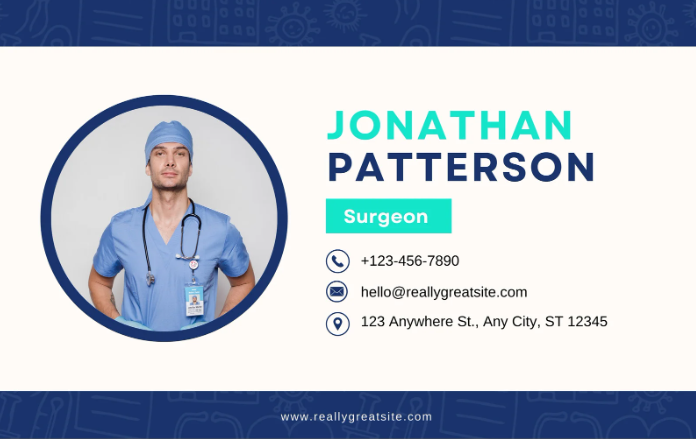 JONATHAN
PATTERSON
Surgeon
+123-456-7890
hello@reallygreatsite.com
123 Anywhere St., Any City, ST 12345
www.reallygreatsite.com